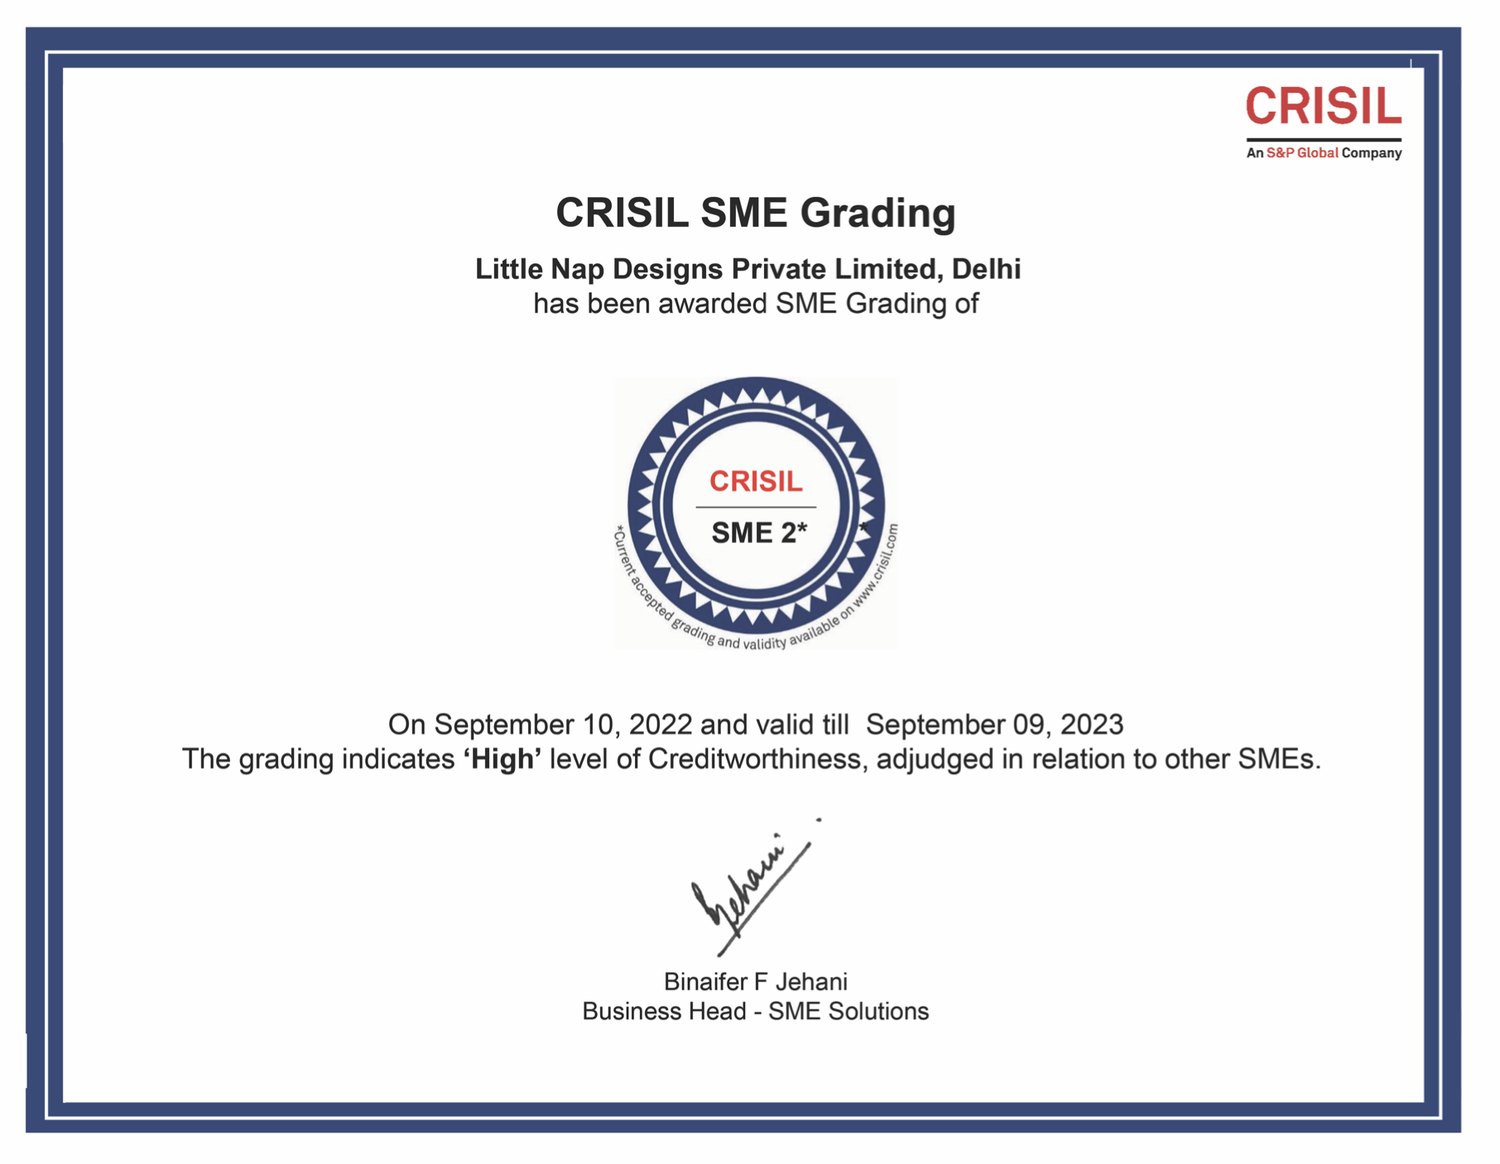 CRISIL
An S&P Global Company
CRISIL SME Grading
Little Nap Designs Private Limited, Delhi
has been awarded SME Grading of
CRISIL
SME 2*
*
*Current accepted grading and validity available on www.crisil.com
On September 10, 2022 and valid till  September 09, 2023
The grading indicates ‘High’ level of Creditworthiness, adjudged in relation to other SMEs.
Jehani
Binaifer F Jehani
Business Head - SME Solutions